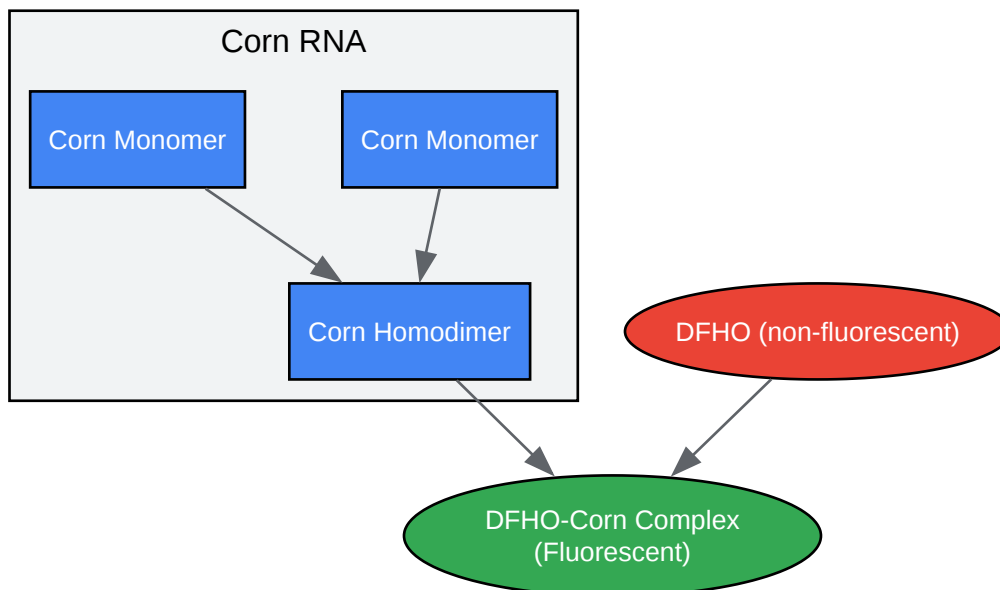 Corn RNA
Corn Monomer
Corn Monomer
Corn Homodimer
DFHO (non-fluorescent)
DFHO-Corn Complex
(Fluorescent)